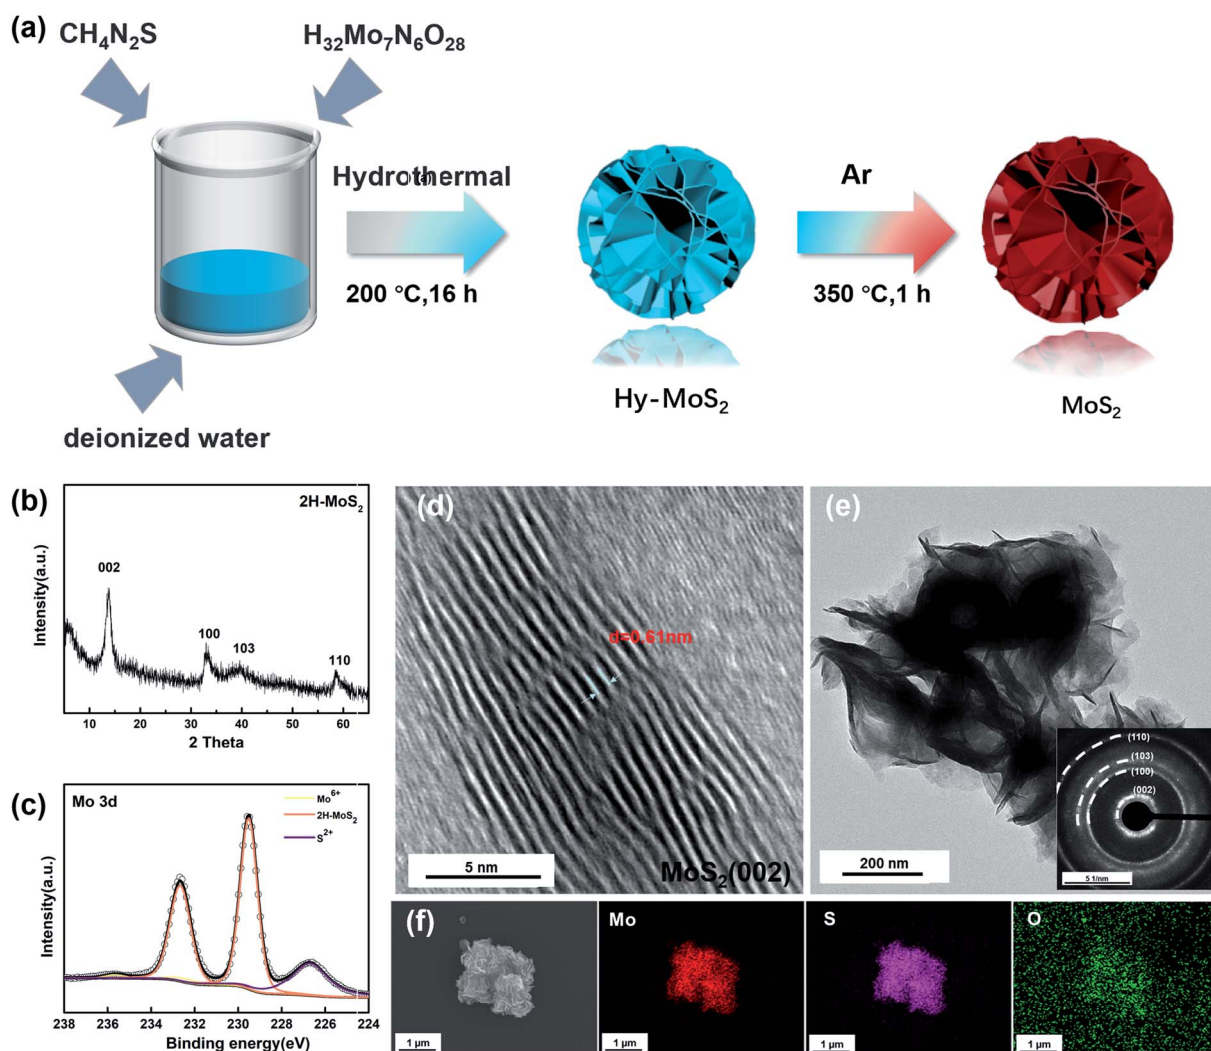 (a)
CH₄N₂S
H₃₂Mo₇N₆O₂₈
Hydrothermal
200 °C,16 h
Ar
350 °C,1 h
Hy-MoS₂
MoS₂
deionized water
(b)
2H-MoS₂
002
100
103
110
Intensity(a.u.)
10 20 30 40 50 60
2 Theta
(c)
Mo 3d
Mo⁶⁺
2H-MoS₂
S²⁺
Intensity(a.u.)
238 236 234 232 230 228 226 224
Binding energy(eV)
(d)
d=0.61nm
5 nm
MoS₂(002)
(e)
(110)
(103)
(100)
(002)
200 nm
5 1/nm
(f)
Mo
S
O
1 μm
1 μm
1 μm
1 μm